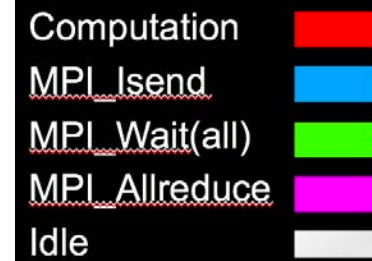 Computation
MPI_Isend
MPI_Wait(all)
MPI_Allreduce
Idle